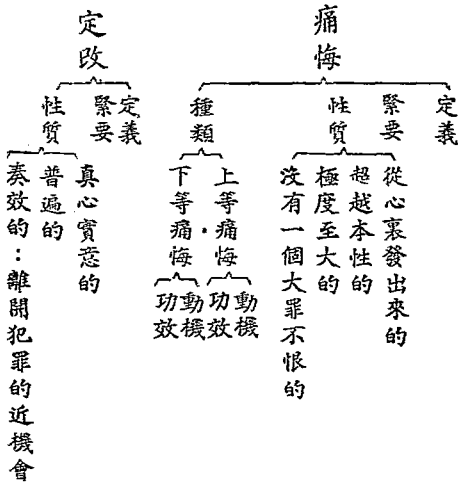 痛悔
定義
緊要
性質
從心裏發出來的
超越本性的
極度至大的
沒有一個大罪不恨的
種類
上等痛悔
動機
功效
下等痛悔
動機
功效
定改
定義
緊要
性質
真心實意的
普遍的
奏效的：離開犯罪的近機會